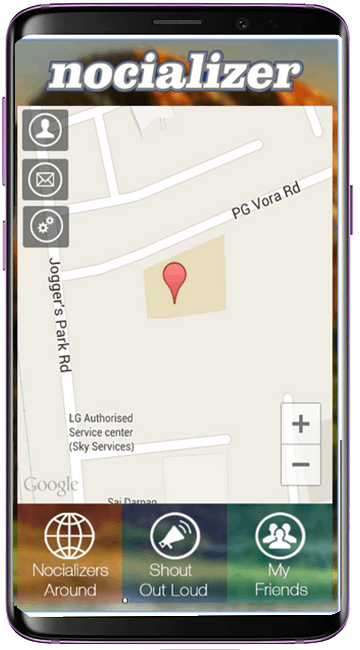 nocializer
PG Vora Rd
Jogger's Park Rd
LG Authorised
Service center
(Sky Services)
Google
Sai Darpan
Nocializers
Around
Shout
Out Loud
My
Friends